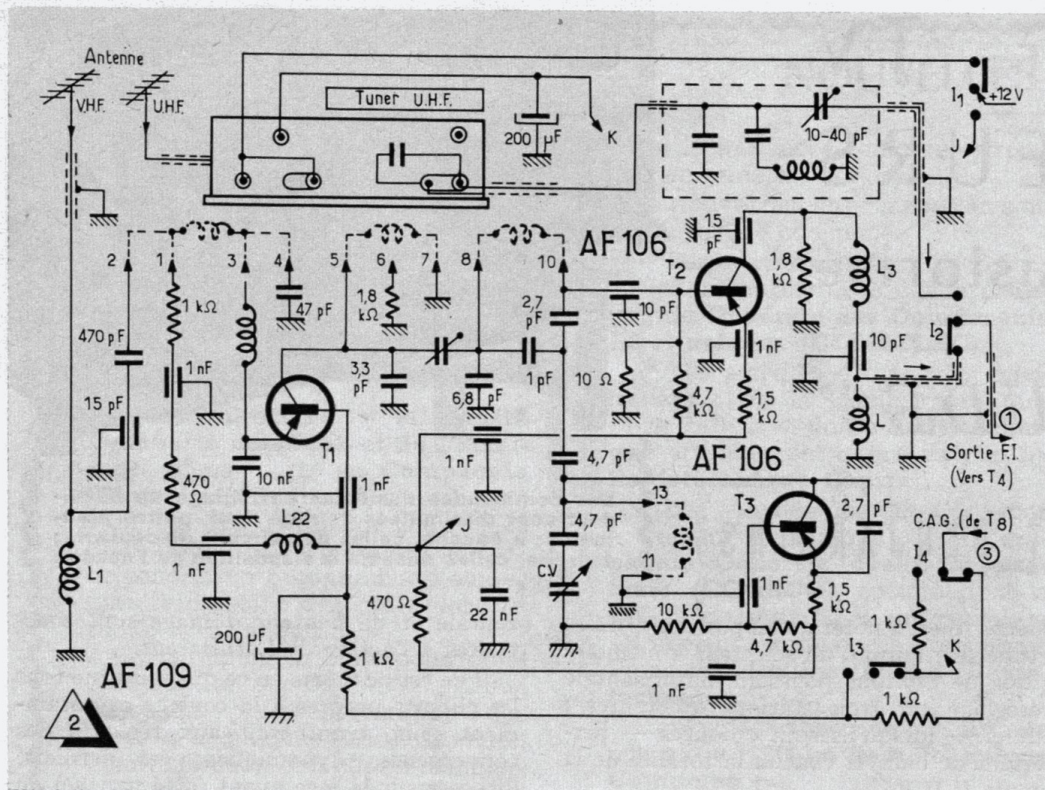 Antenne
V.H.F.
U.H.F.
Tuner U.H.F.
200 µF
K
10-40 pF
I1
+12 V
J
2
1
3
4
5
6
7
8
10
AF 106
15 pF
T2
1,8 kΩ
L3
1 kΩ
47 pF
1,8 kΩ
2,7 pF
10 pF
I2
470 pF
1 nF
3,3 pF
1 pF
6,8 pF
10 Ω
4,7 kΩ
1 nF
1,5 kΩ
10 pF
L
1
15 pF
T1
1 nF
AF 106
Sortie F.I.
(Vers T4)
470 Ω
10 nF
1 nF
4,7 pF
13
T3
2,7 pF
C.A.G. (de T8)
L22
J
4,7 pF
I4
3
L1
1 nF
C.V
11
1 nF
1,5 kΩ
470 Ω
22 nF
10 kΩ
4,7 kΩ
1 kΩ
200 µF
1 kΩ
1 nF
I3
K
1 kΩ
AF 109
2